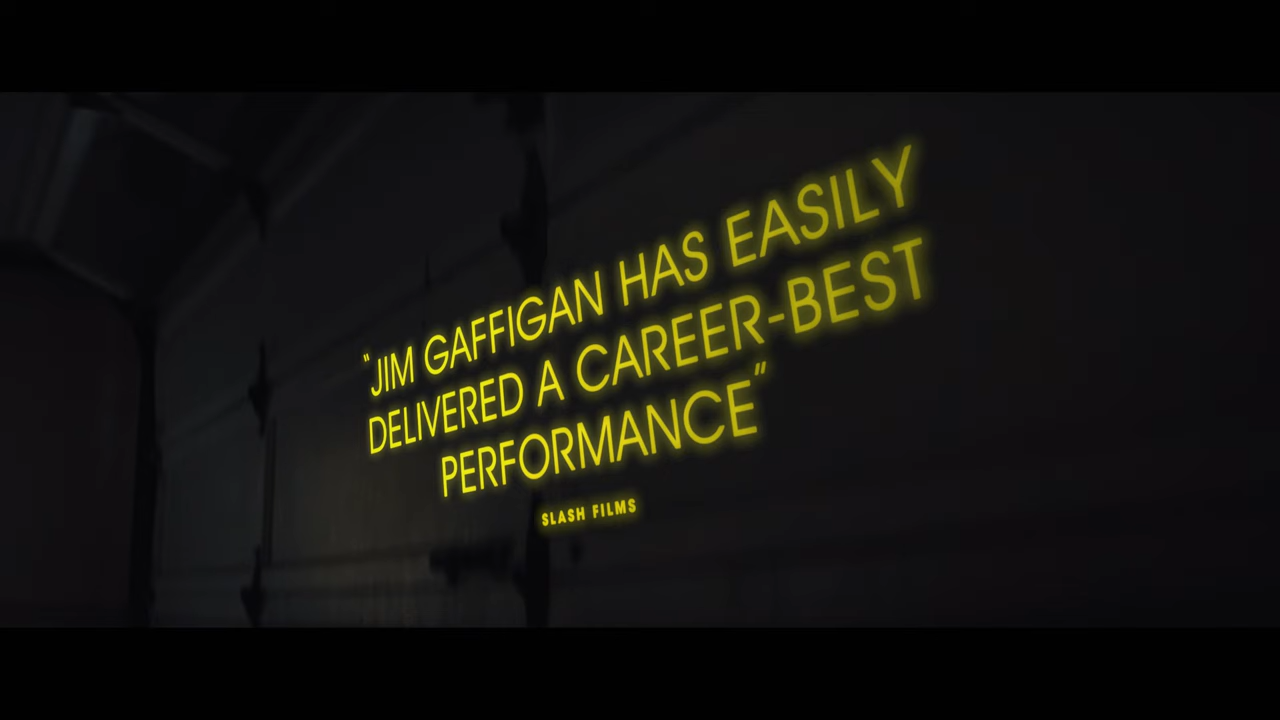 “JIM GAFFIGAN HAS EASILY
DELIVERED A CAREER-BEST
PERFORMANCE”
SLASH FILMS